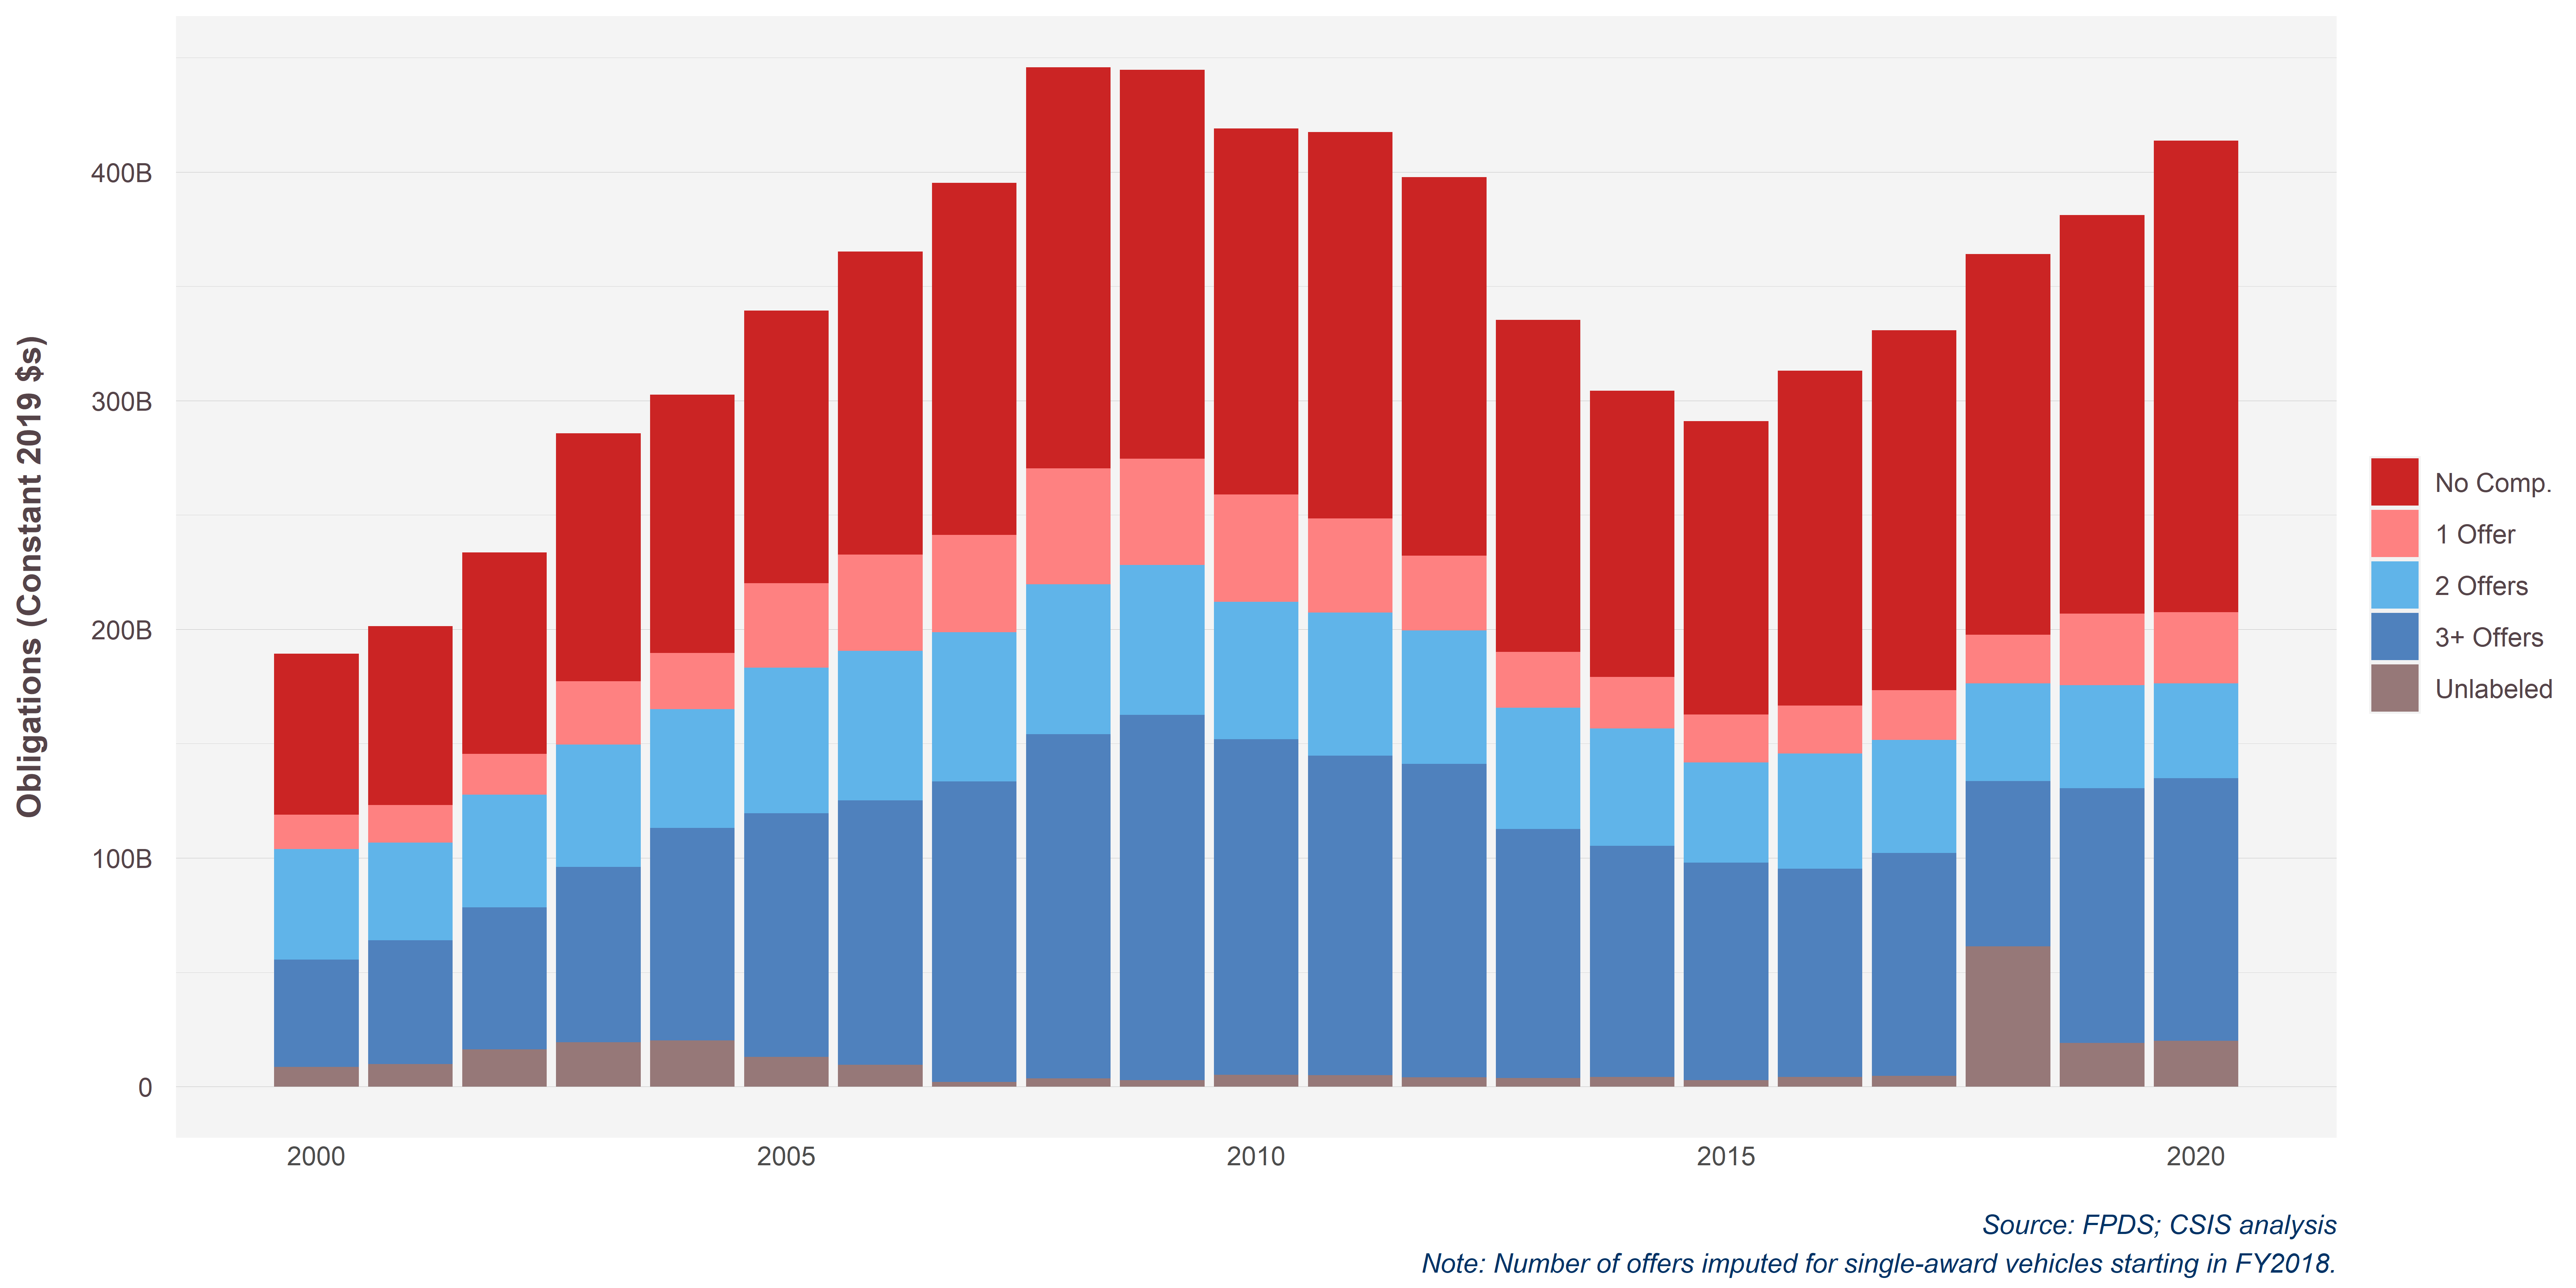 Obligations (Constant 2019 $s)
400B
300B
200B
100B
0
2000
2005
2010
2015
2020
No Comp.
1 Offer
2 Offers
3+ Offers
Unlabeled
Source: FPDS; CSIS analysis
Note: Number of offers imputed for single-award vehicles starting in FY2018.